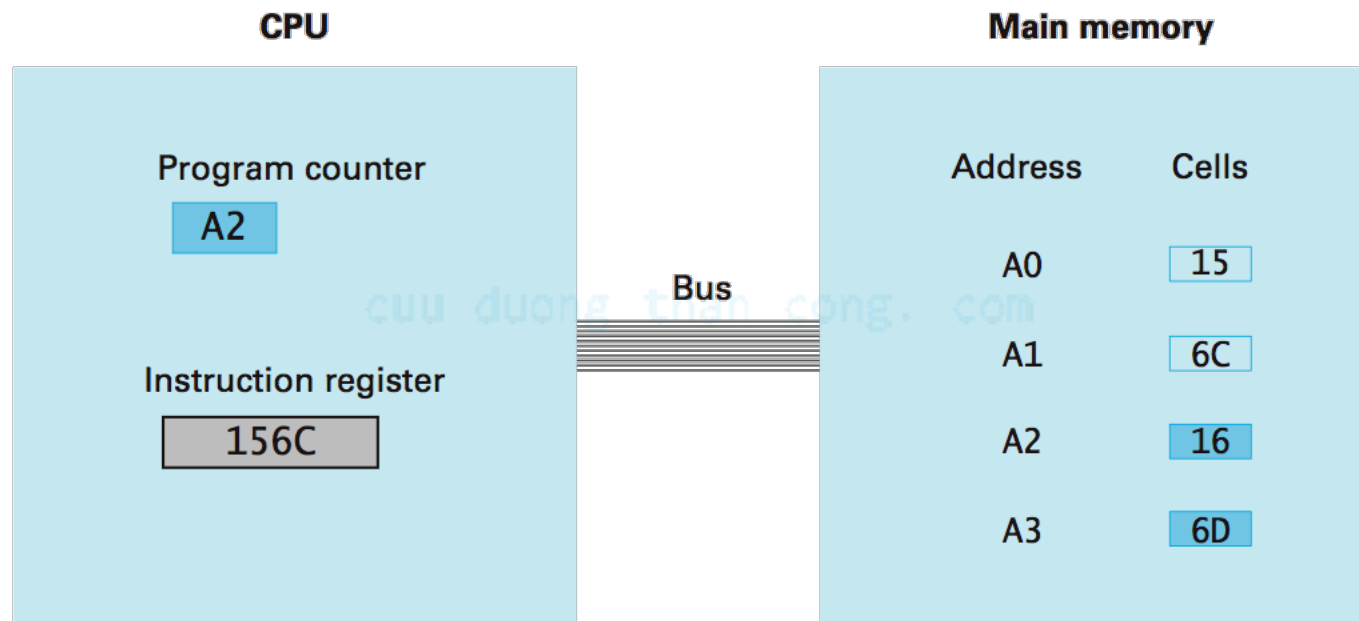 CPU
Main memory
Program counter
A2
Address Cells
A0 15
Bus
cuu duong than cong. com
A1 6C
Instruction register
156C
A2 16
A3 6D